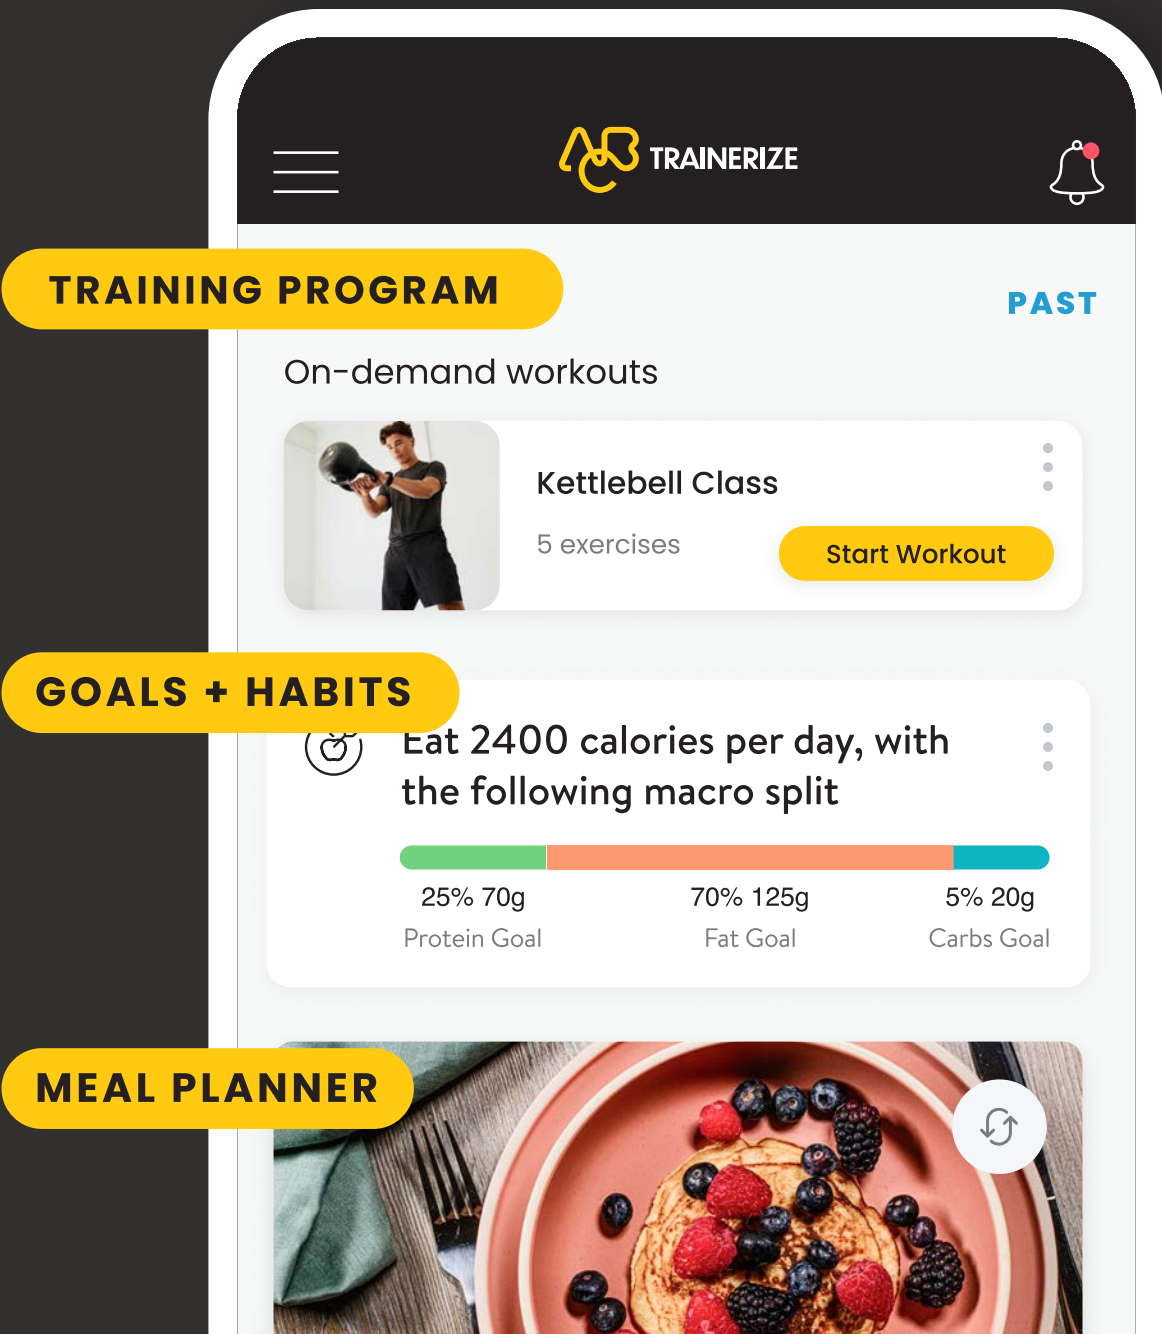 ABC TRAINERIZE
TRAINING PROGRAM
PAST
On-demand workouts
Kettlebell Class
5 exercises
Start Workout
GOALS + HABITS
Eat 2400 calories per day, with
the following macro split
25% 70g 70% 125g 5% 20g
Protein Goal Fat Goal Carbs Goal
MEAL PLANNER